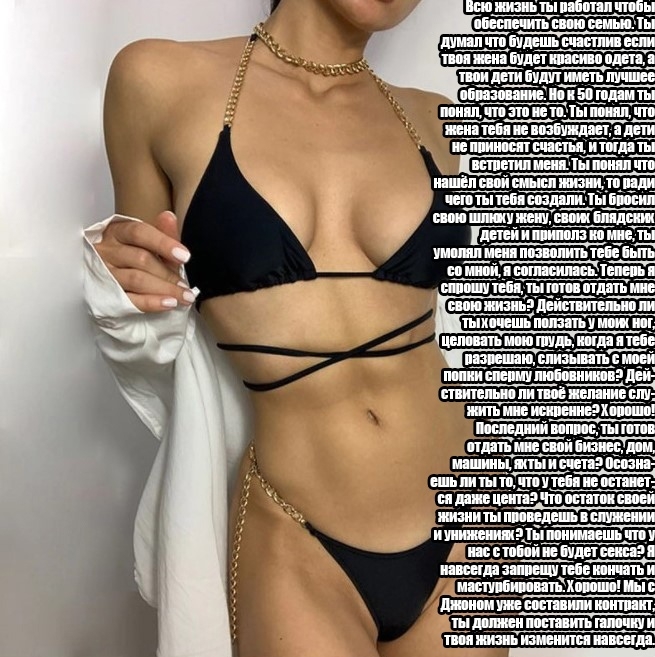 Всю жизнь ты работал чтобы
обеспечить свою семью. Ты
думал что будешь счастлив если
твоя жена будет красиво одета, а
твои дети будут иметь лучшее
образование. Но к 50 годам ты
понял, что это не то. Ты понял, что
жена тебя не возбуждает, а дети
не приносят счастья, и тогда ты
встретил меня. Ты понял что
нашёл свой смысл жизни, то ради
чего ты тебя создали. Ты бросил
свою шлюху жену, своих блядских
детей и приполз ко мне, ты
умолял меня позволить тебе быть
со мной, я согласилась. Теперь я
спрошу тебя, ты готов отдать мне
свою жизнь? Действительно ли
ты хочешь ползать у моих ног,
целовать мою грудь, когда я тебе
разрешаю, слизывать с моей
попки сперму любовников? Дей-
ствительно ли твоё желание слу-
жить мне искренне? Хорошо!
Последний вопрос, ты готов
отдать мне свой бизнес, дом,
машины, яхты и счета? Осозна-
ешь ли ты то, что у тебя не останет-
ся даже цента? Что остаток своей
жизни ты проведешь в служении
и унижениях? Ты понимаешь что у
нас с тобой не будет секса? Я
навсегда запрещу тебе кончать и
мастурбировать. Хорошо! Мы с
Джоном уже составили контракт,
ты должен поставить галочку и
твоя жизнь изменится навсегда.